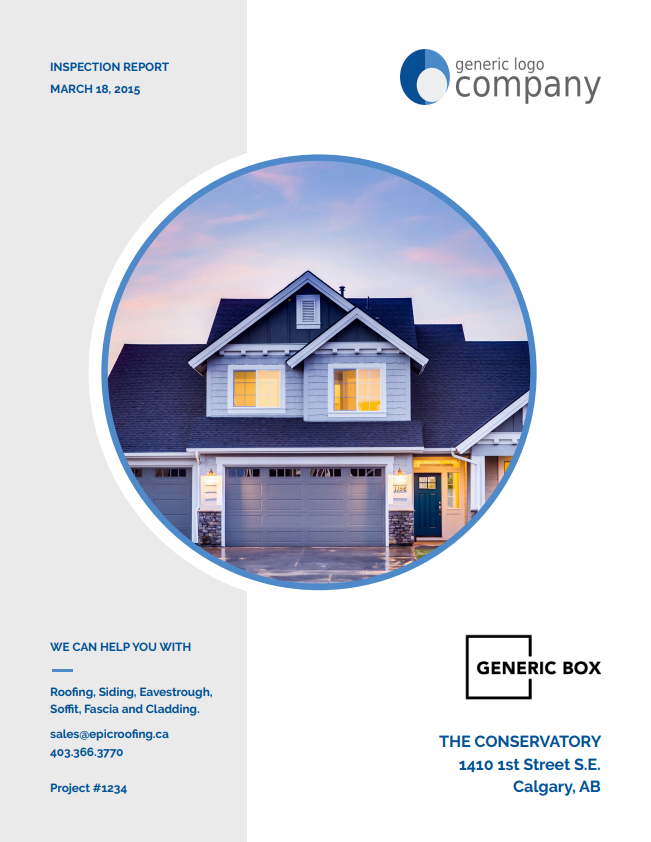 INSPECTION REPORT
MARCH 18, 2015
generic logo
company
WE CAN HELP YOU WITH
Roofing, Siding, Eavestrough,
Soffit, Fascia and Cladding.
sales@epicroofing.ca
403.366.3770
Project #1234
GENERIC BOX
THE CONSERVATORY
1410 1st Street S.E.
Calgary, AB